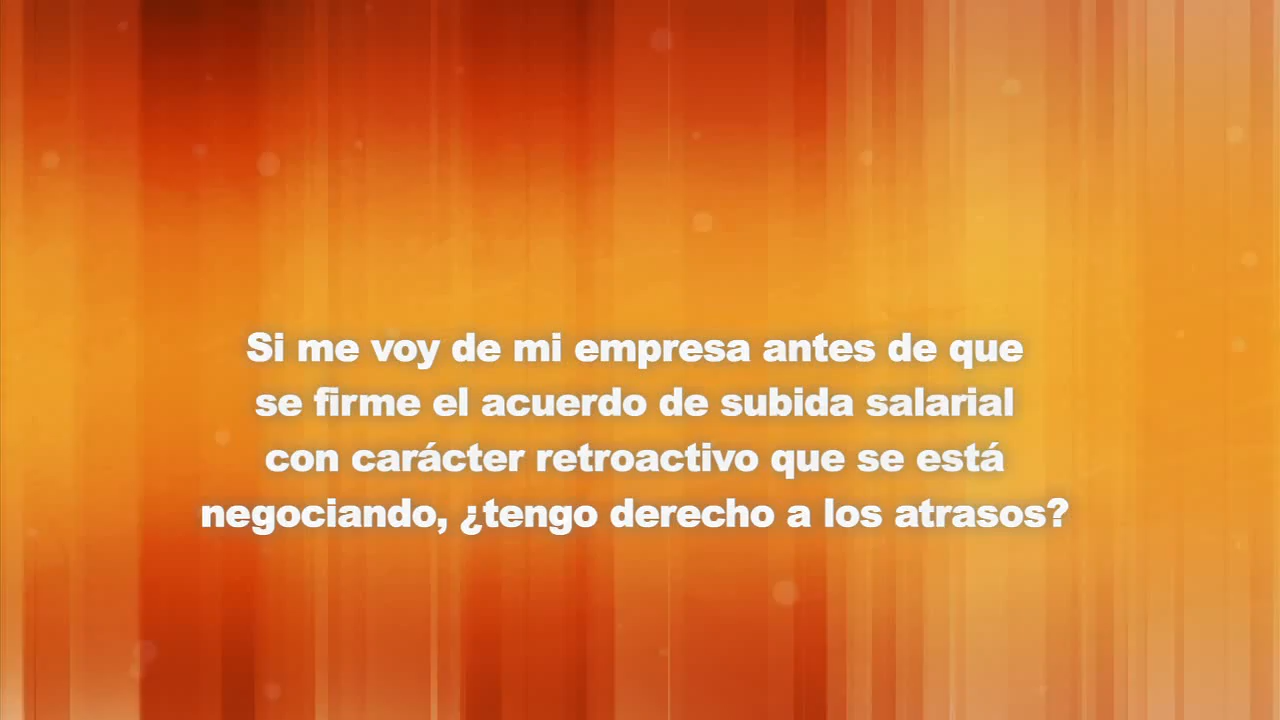 Si me voy de mi empresa antes de que
se firme el acuerdo de subida salarial
con carácter retroactivo que se está
negociando, ¿tengo derecho a los atrasos?